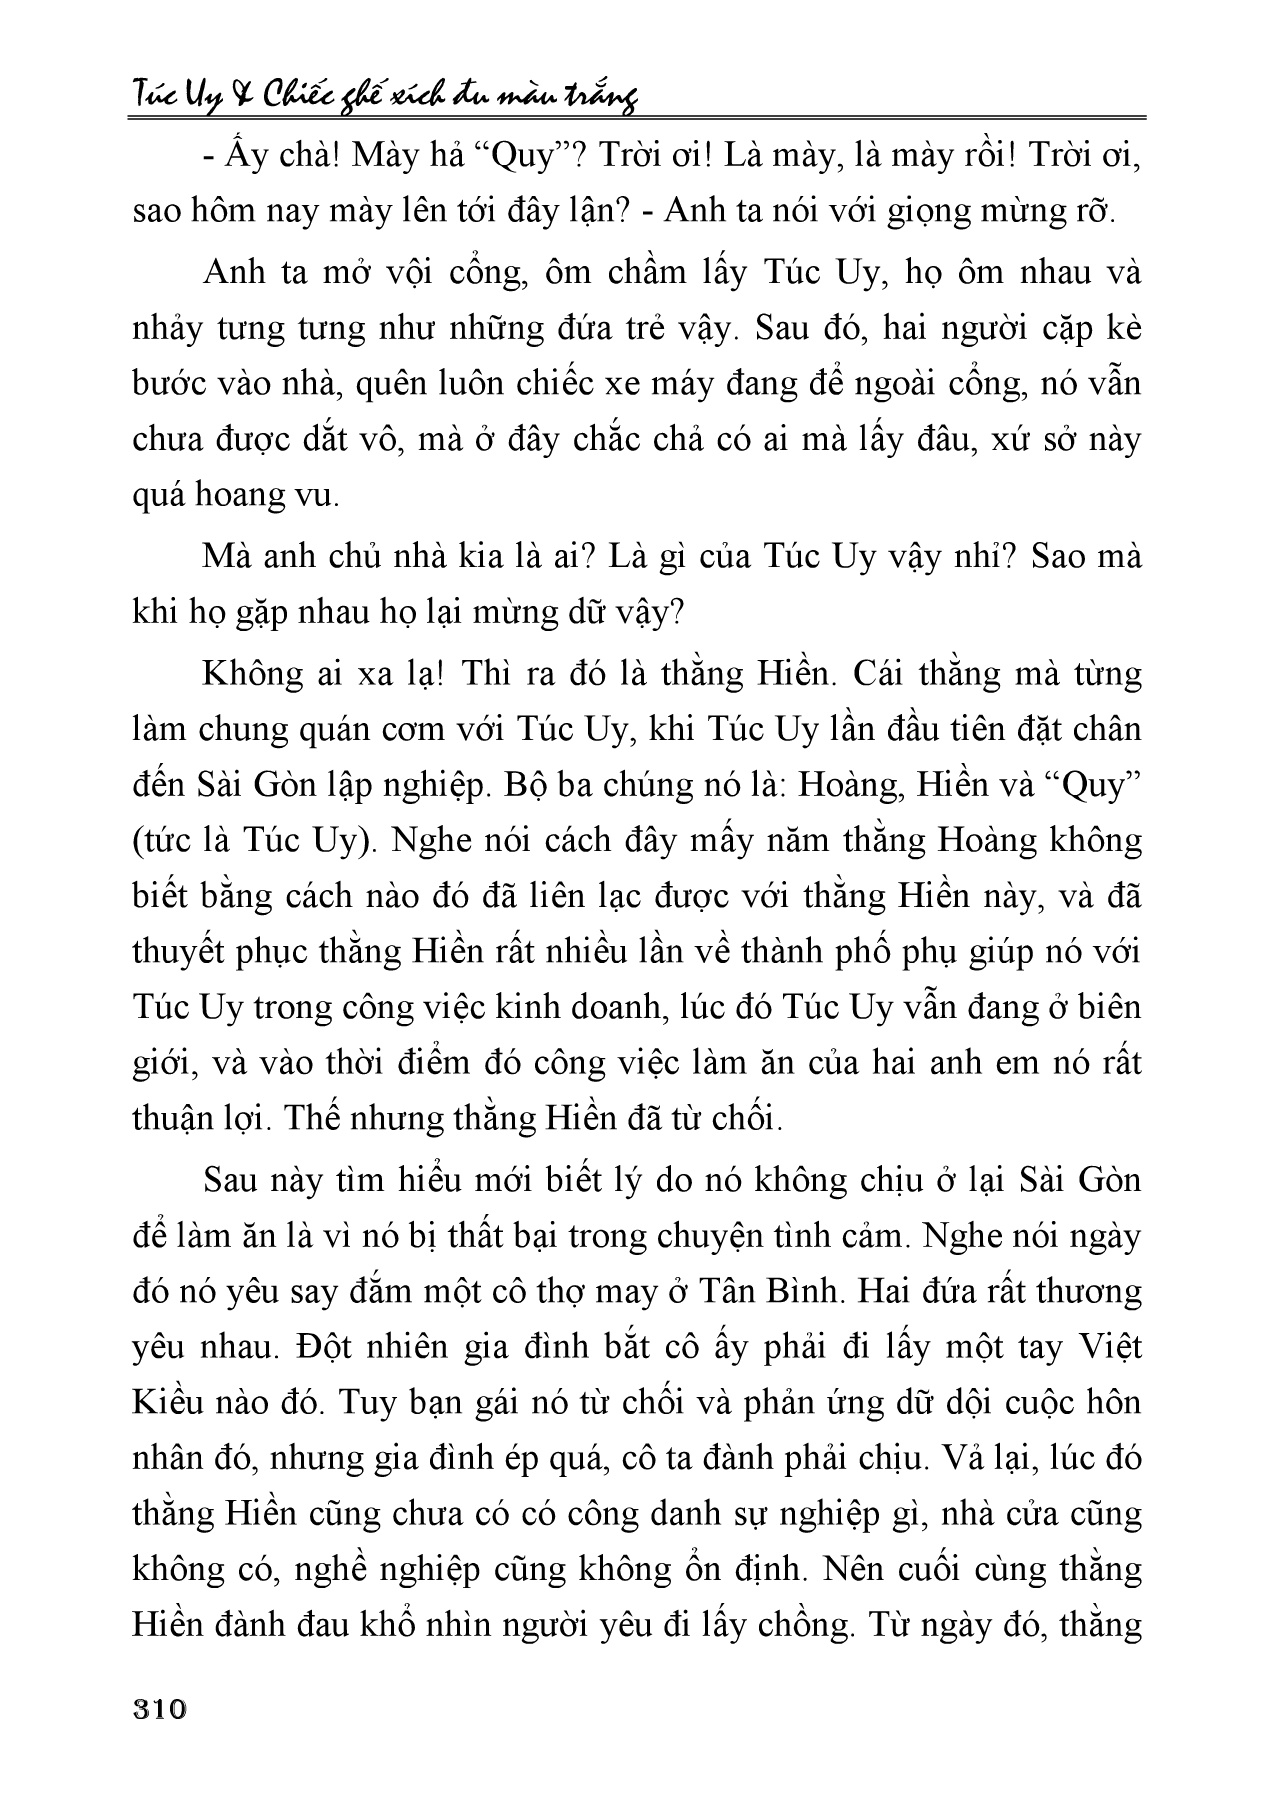 Túc Uy & Chiếc ghế xích đu màu trắng
- Ấy chà! Mày hả “Quy”? Trời ơi! Là mày, là mày rồi! Trời ơi,
sao hôm nay mày lên tới đây lận? - Anh ta nói với giọng mừng rỡ.
Anh ta mở vội cổng, ôm chầm lấy Túc Uy, họ ôm nhau và
nhảy tưng tưng như những đứa trẻ vậy. Sau đó, hai người cặp kè
bước vào nhà, quên luôn chiếc xe máy đang để ngoài cổng, nó vẫn
chưa được dắt vô, mà ở đây chắc chả có ai mà lấy đâu, xứ sở này
quá hoang vu.
Mà anh chủ nhà kia là ai? Là gì của Túc Uy vậy nhỉ? Sao mà
khi họ gặp nhau họ lại mừng dữ vậy?
Không ai xa lạ! Thì ra đó là thằng Hiền. Cái thằng mà từng
làm chung quán cơm với Túc Uy, khi Túc Uy lần đầu tiên đặt chân
đến Sài Gòn lập nghiệp. Bộ ba chúng nó là: Hoàng, Hiền và “Quy”
(tức là Túc Uy). Nghe nói cách đây mấy năm thằng Hoàng không
biết bằng cách nào đó đã liên lạc được với thằng Hiền này, và đã
thuyết phục thằng Hiền rất nhiều lần về thành phố phụ giúp nó với
Túc Uy trong công việc kinh doanh, lúc đó Túc Uy vẫn đang ở biên
giới, và vào thời điểm đó công việc làm ăn của hai anh em nó rất
thuận lợi. Thế nhưng thằng Hiền đã từ chối.
Sau này tìm hiểu mới biết lý do nó không chịu ở lại Sài Gòn
để làm ăn là vì nó bị thất bại trong chuyện tình cảm. Nghe nói ngày
đó nó yêu say đắm một cô thợ may ở Tân Bình. Hai đứa rất thương
yêu nhau. Đột nhiên gia đình bắt cô ấy phải đi lấy một tay Việt
Kiều nào đó. Tuy bạn gái nó từ chối và phản ứng dữ dội cuộc hôn
nhân đó, nhưng gia đình ép quá, cô ta đành phải chịu. Vả lại, lúc đó
thằng Hiền cũng chưa có có công danh sự nghiệp gì, nhà cửa cũng
không có, nghề nghiệp cũng không ổn định. Nên cuối cùng thằng
Hiền đành đau khổ nhìn người yêu đi lấy chồng. Từ ngày đó, thằng
310